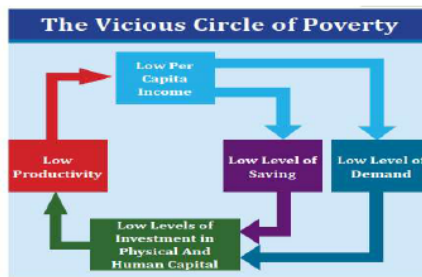 The Vicious Circle of Poverty
Low Per
Capita
Income
Low
Productivity
Low Level of
Saving
Low Level of
Demand
Low Levels of
Investment in
Physical And
Human Capital